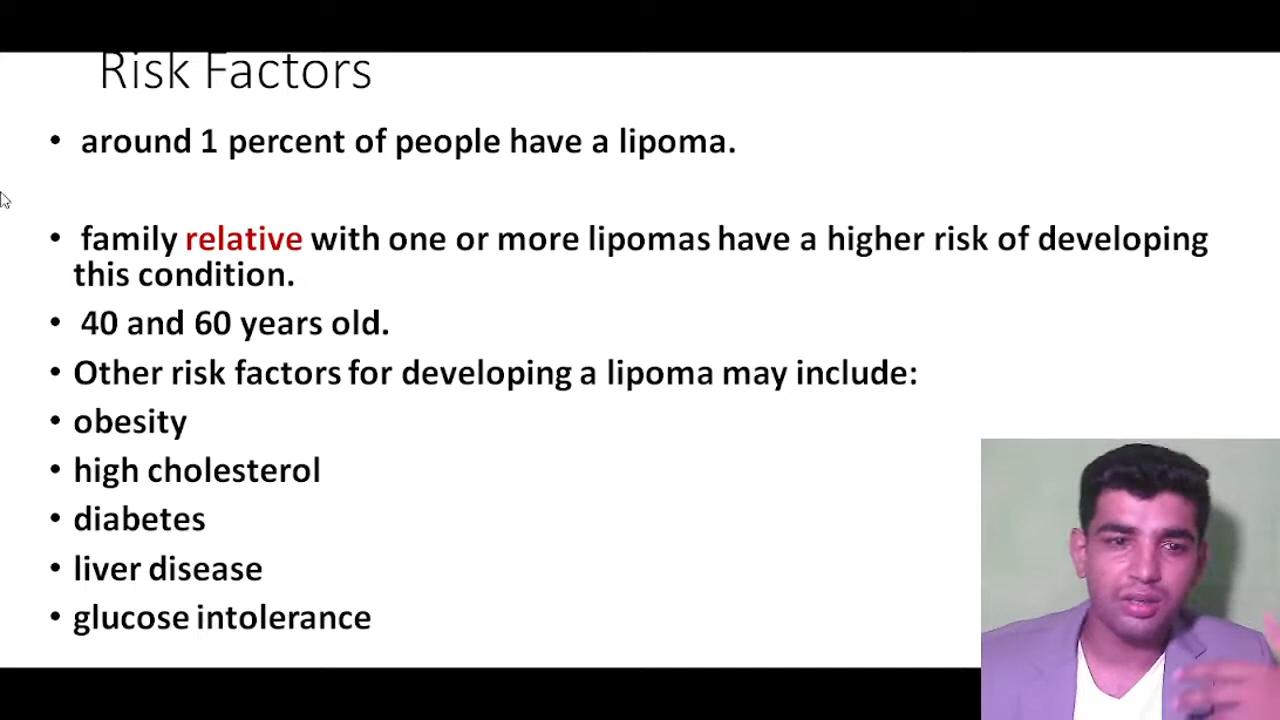 Risk Factors
• around 1 percent of people have a lipoma.
• family relative with one or more lipomas have a higher risk of developing
this condition.
• 40 and 60 years old.
• Other risk factors for developing a lipoma may include:
• obesity
• high cholesterol
• diabetes
• liver disease
• glucose intolerance